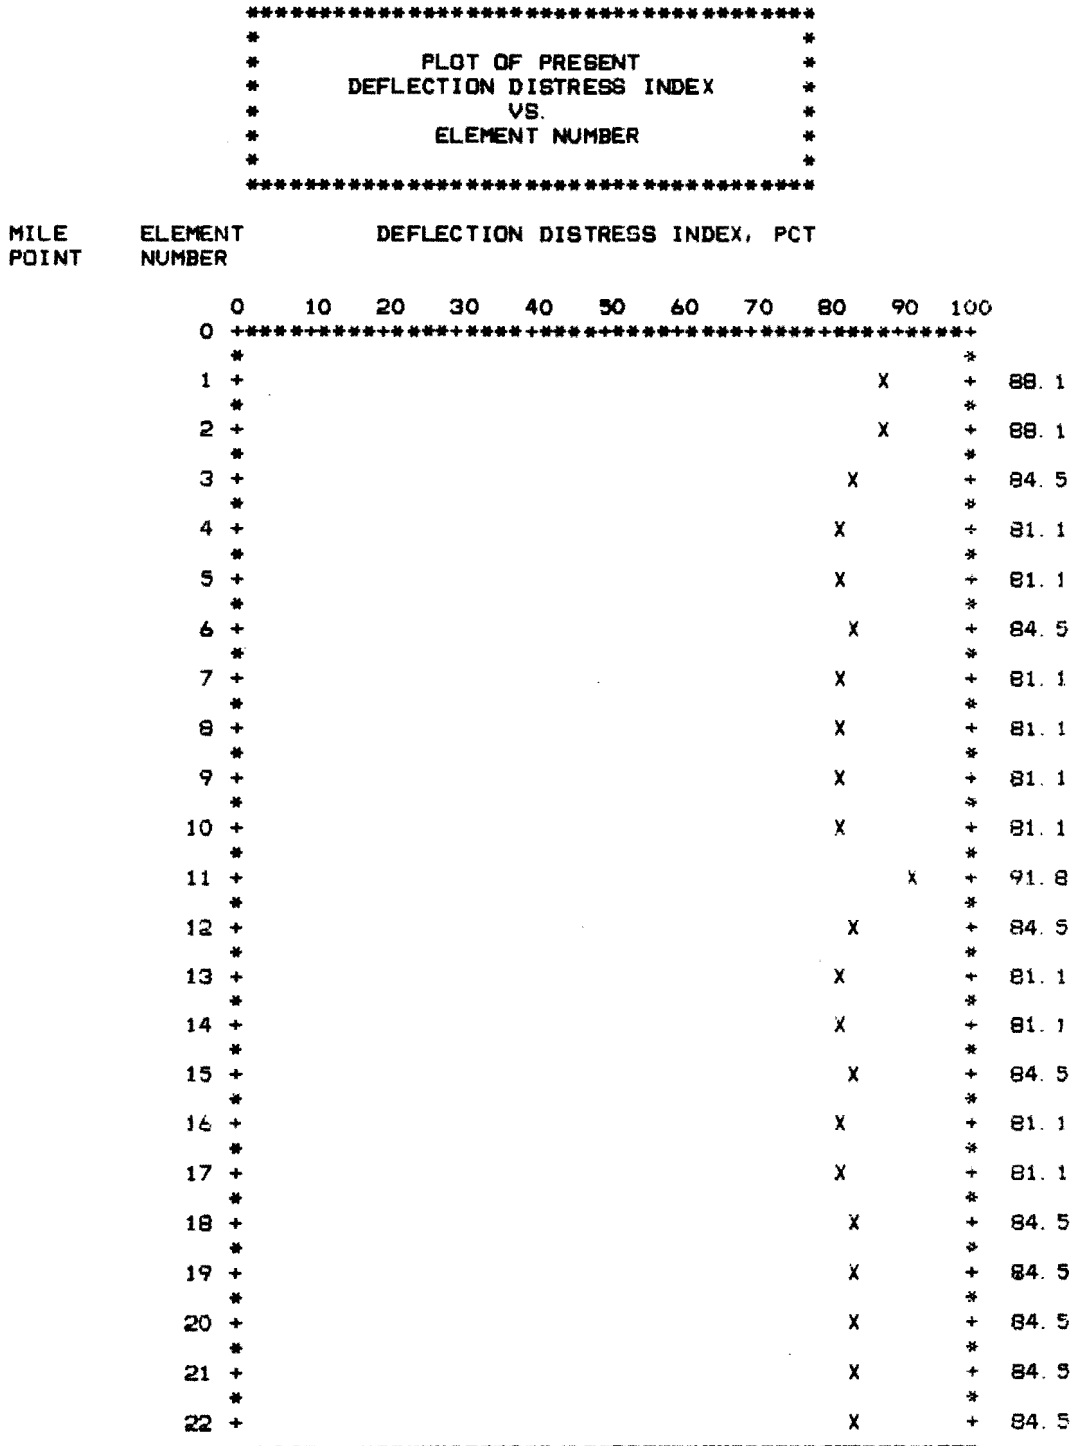 ***************************************
*                                     *
*           PLOT OF PRESENT           *
*      DEFLECTION DISTRESS INDEX      *
*                 VS.                 *
*            ELEMENT NUMBER           *
*                                     *
***************************************
MILE ELEMENT DEFLECTION DISTRESS INDEX, PCT
POINT NUMBER
0 10 20 30 40 50 60 70 80 90 100
0 +****+****+****+****+****+****+****+****+****+****+
* *
1 + X + 88.1
* *
2 + X + 88.1
* *
3 + X + 84.5
* *
4 + X + 81.1
* *
5 + X + 81.1
* *
6 + X + 84.5
* *
7 + X + 81.1
* *
8 + X + 81.1
* *
9 + X + 81.1
* *
10 + X + 81.1
* *
11 + X + 91.8
* *
12 + X + 84.5
* *
13 + X + 81.1
* *
14 + X + 81.1
* *
15 + X + 84.5
* *
16 + X + 81.1
* *
17 + X + 81.1
* *
18 + X + 84.5
* *
19 + X + 84.5
* *
20 + X + 84.5
* *
21 + X + 84.5
* *
22 + X + 84.5